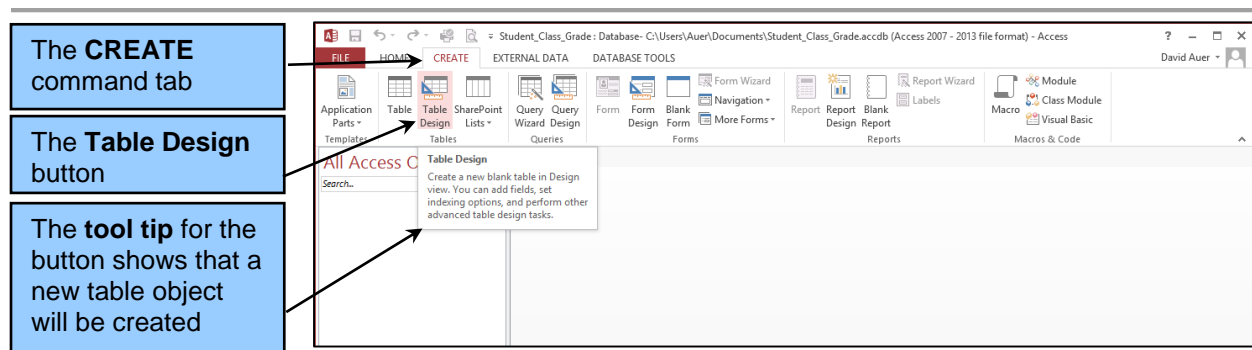 The CREATE
command tab
The Table Design
button
The tool tip for the
button shows that a
new table object
will be created
Student_Class_Grade : Database- C:\Users\Auer\Documents\Student_Class_Grade.accdb (Access 2007 - 2013 file format) - Access
FILE HOME CREATE EXTERNAL DATA DATABASE TOOLS David Auer
Application Parts
Table
Table Design
SharePoint Lists
Query Wizard
Query Design
Form
Form Design
Blank Form
Form Wizard
Navigation
More Forms
Report
Report Design
Blank Report
Report Wizard
Labels
Macro
Module
Class Module
Visual Basic
Templates Tables Queries Forms Reports Macros & Code
All Access O
Search...
Table Design
Create a new blank table in Design
view. You can add fields, set
indexing options, and perform other
advanced table design tasks.